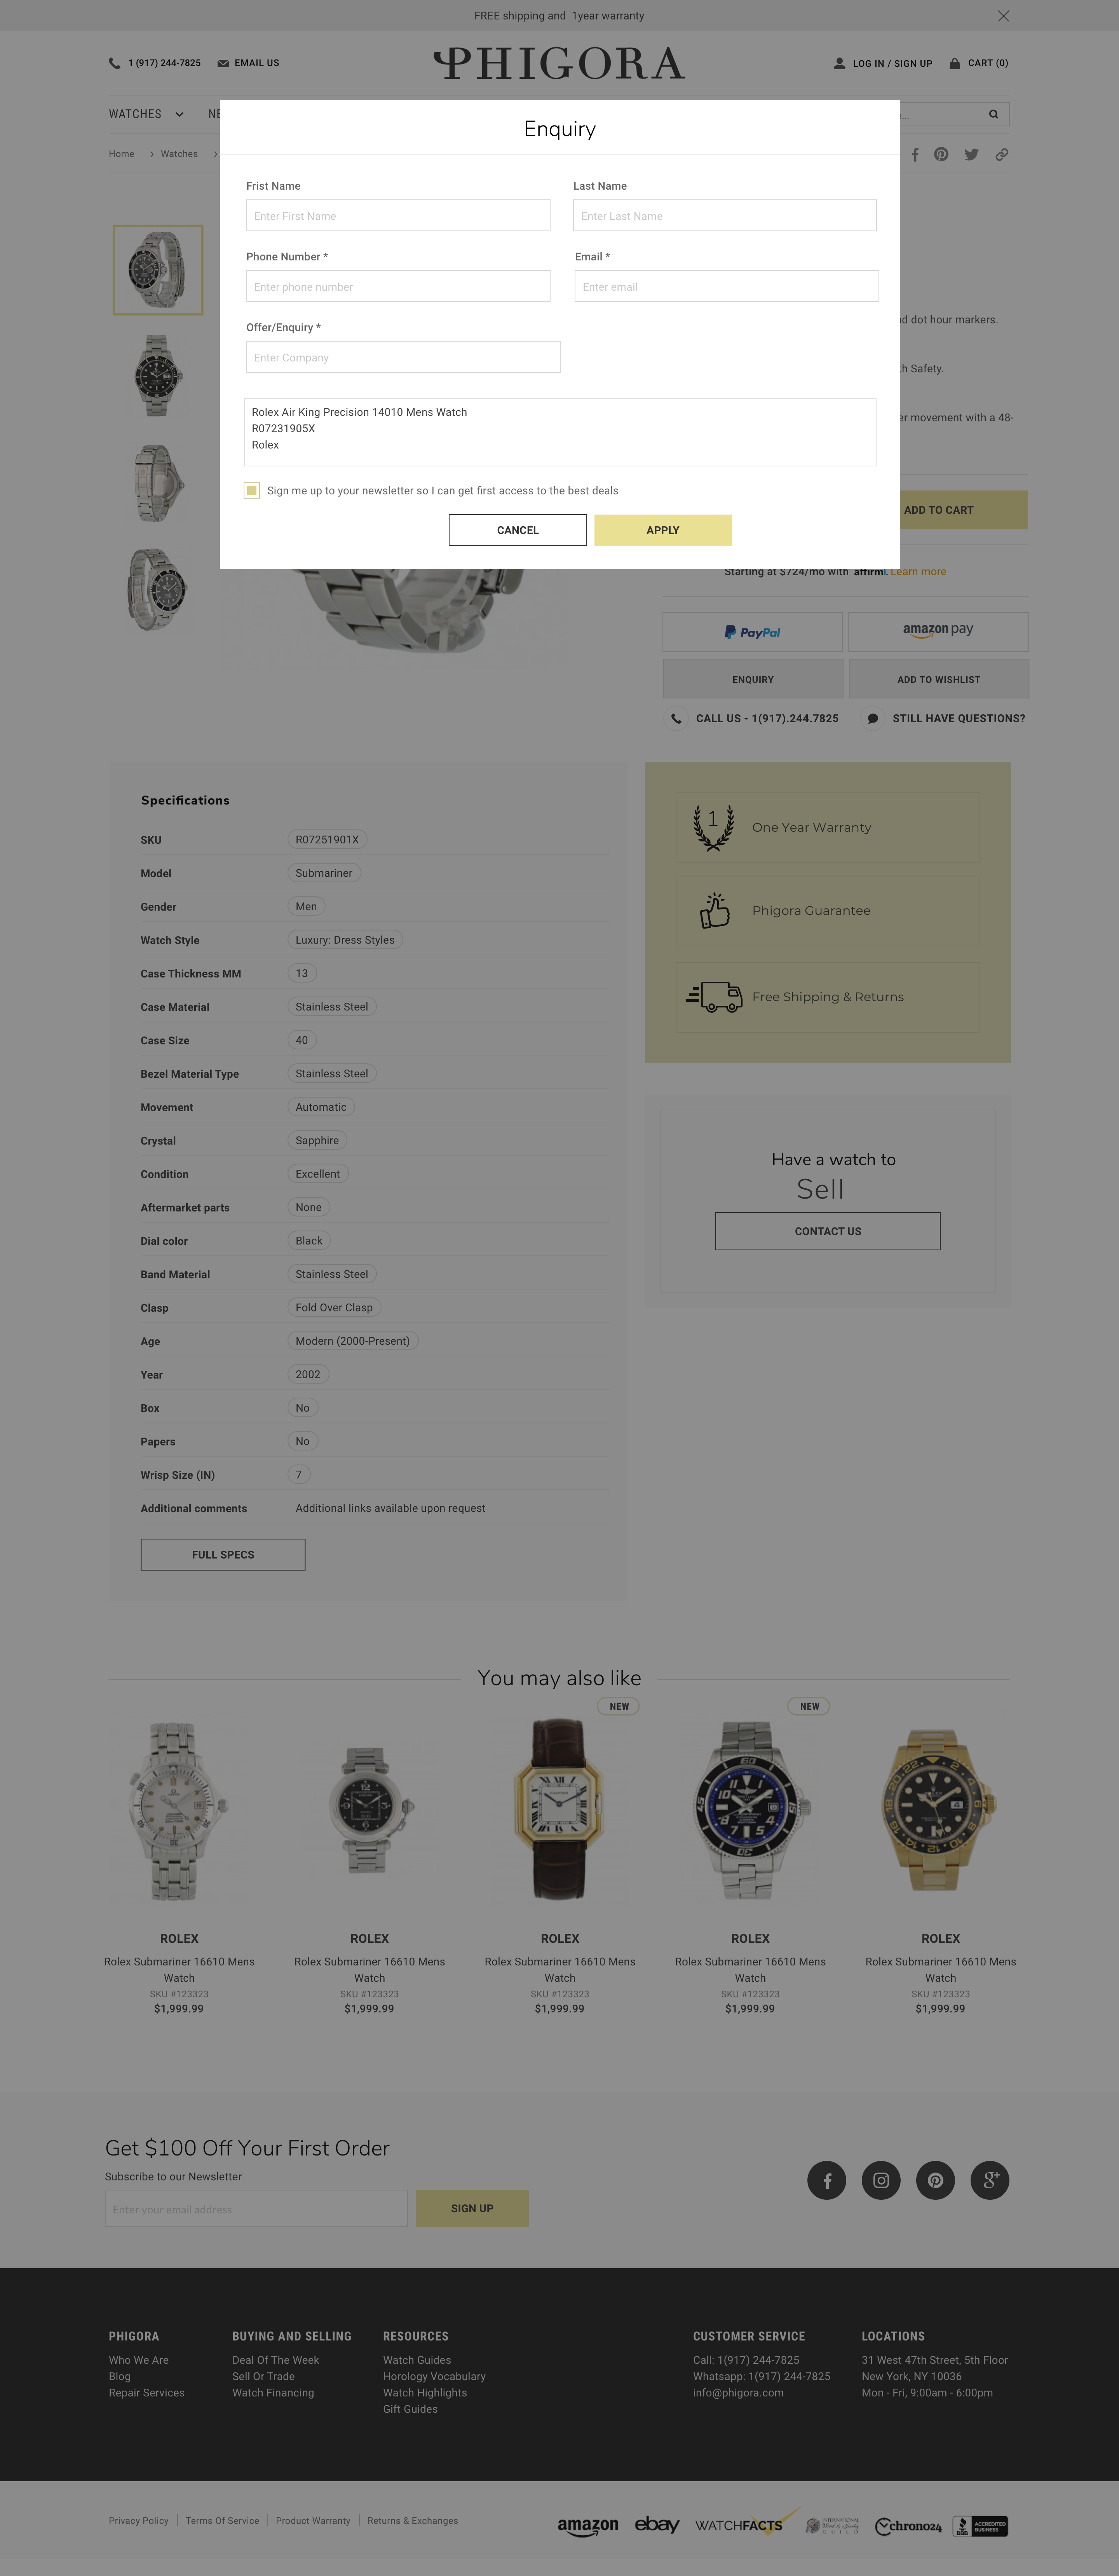 FREE shipping and 1year warranty
1 (917) 244-7825
EMAIL US
PHIGORA
LOG IN / SIGN UP
CART (0)
WATCHES
NE
e...
Home
Watches
Enquiry
Frist Name
Last Name
Enter First Name
Enter Last Name
Phone Number *
Email *
Enter phone number
Enter email
Offer/Enquiry *
Enter Company
Rolex Air King Precision 14010 Mens Watch
R07231905X
Rolex
Sign me up to your newsletter so I can get first access to the best deals
CANCEL
APPLY
nd dot hour markers.
th Safety.
er movement with a 48-
ADD TO CART
Starting at $724/mo with affirm. Learn more
PayPal
amazon pay
ENQUIRY
ADD TO WISHLIST
CALL US - 1(917).244.7825
STILL HAVE QUESTIONS?
Specifications
SKU R07251901X
Model Submariner
Gender Men
Watch Style Luxury: Dress Styles
Case Thickness MM 13
Case Material Stainless Steel
Case Size 40
Bezel Material Type Stainless Steel
Movement Automatic
Crystal Sapphire
Condition Excellent
Aftermarket parts None
Dial color Black
Band Material Stainless Steel
Clasp Fold Over Clasp
Age Modern (2000-Present)
Year 2002
Box No
Papers No
Wrisp Size (IN) 7
Additional comments Additional links available upon request
FULL SPECS
1
One Year Warranty
Phigora Guarantee
Free Shipping & Returns
Have a watch to
Sell
CONTACT US
You may also like
NEW
NEW
ROLEX
Rolex Submariner 16610 Mens
Watch
SKU #123323
$1,999.99
ROLEX
Rolex Submariner 16610 Mens
Watch
SKU #123323
$1,999.99
ROLEX
Rolex Submariner 16610 Mens
Watch
SKU #123323
$1,999.99
ROLEX
Rolex Submariner 16610 Mens
Watch
SKU #123323
$1,999.99
ROLEX
Rolex Submariner 16610 Mens
Watch
SKU #123323
$1,999.99
Get $100 Off Your First Order
Subscribe to our Newsletter
Enter your email address
SIGN UP
PHIGORA
Who We Are
Blog
Repair Services
BUYING AND SELLING
Deal Of The Week
Sell Or Trade
Watch Financing
RESOURCES
Watch Guides
Horology Vocabulary
Watch Highlights
Gift Guides
CUSTOMER SERVICE
Call: 1(917) 244-7825
Whatsapp: 1(917) 244-7825
info@phigora.com
LOCATIONS
31 West 47th Street, 5th Floor
New York, NY 10036
Mon - Fri, 9:00am - 6:00pm
Privacy Policy
Terms Of Service
Product Warranty
Returns & Exchanges
amazon
ebay
WATCHFACTS
INTERNATIONAL
Watch & Jewelry
GUILD
Chrono24
BBB
ACCREDITED
BUSINESS